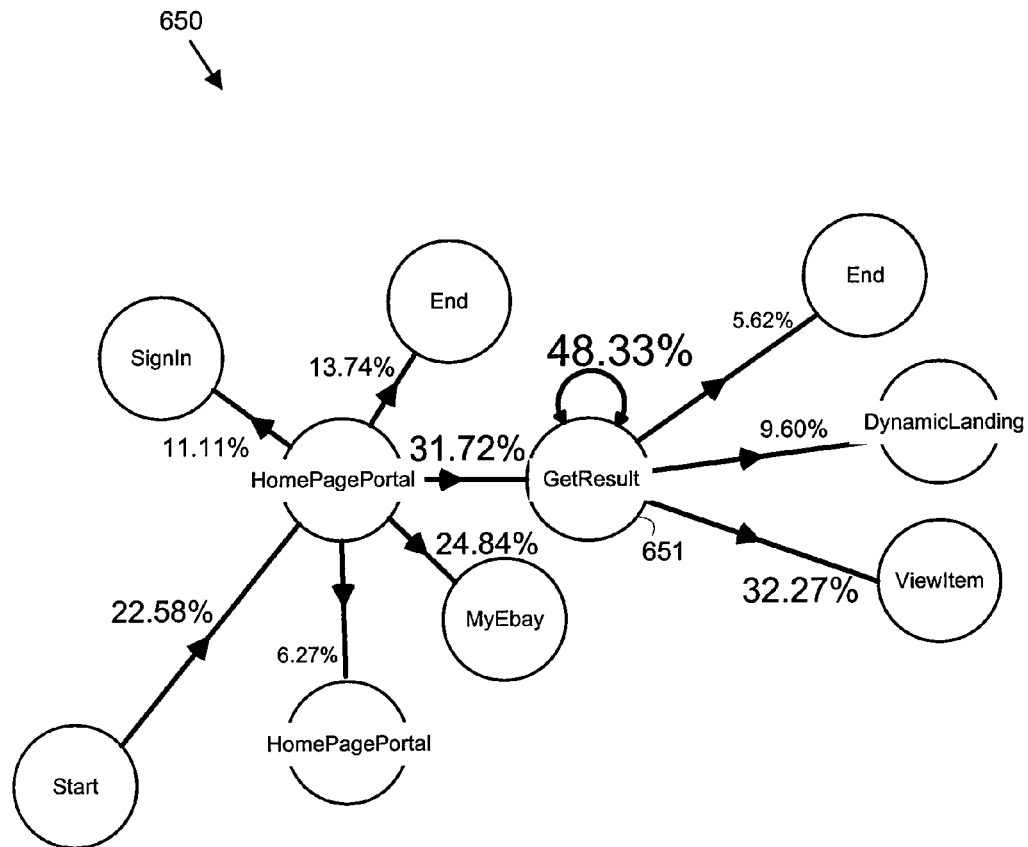 650
End
End
5.62%
SignIn
13.74%
48.33%
11.11%
31.72%
9.60%
DynamicLanding
HomePagePortal
GetResult
651
24.84%
32.27%
ViewItem
22.58%
MyEbay
6.27%
HomePagePortal
Start